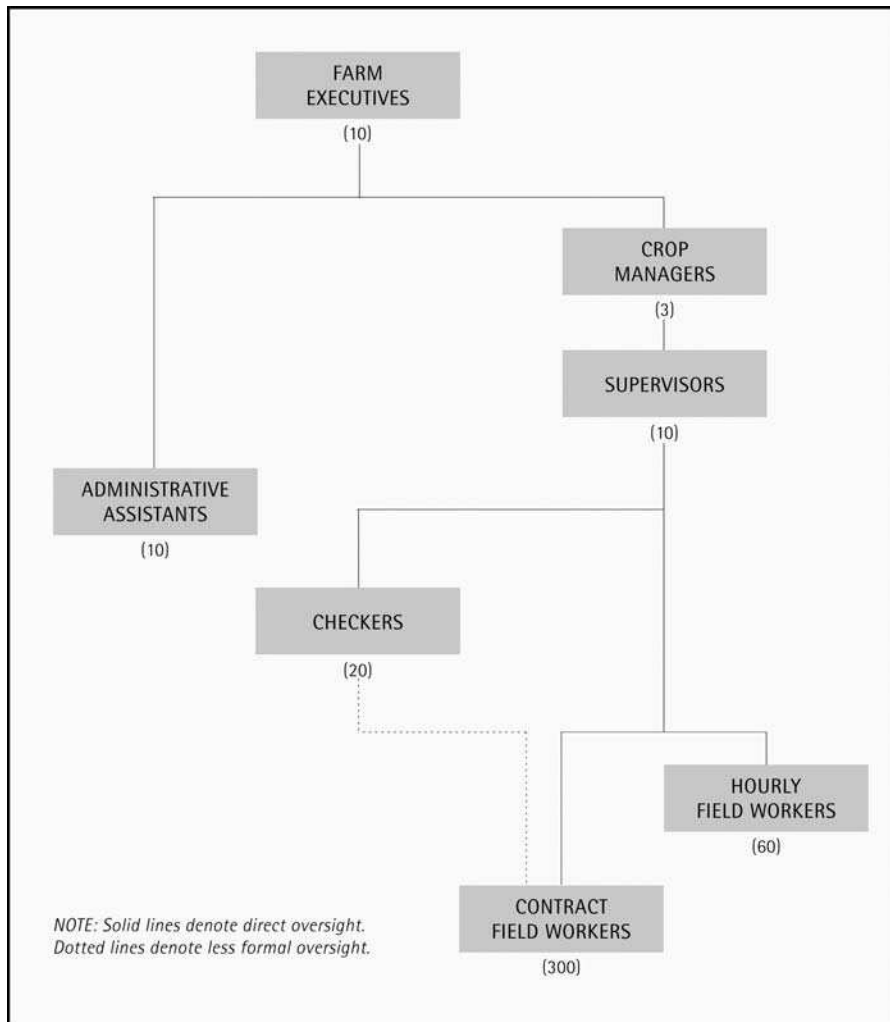 FARM
EXECUTIVES
(10)
CROP
MANAGERS
(3)
SUPERVISORS
(10)
ADMINISTRATIVE
ASSISTANTS
(10)
CHECKERS
(20)
HOURLY
FIELD WORKERS
(60)
CONTRACT
FIELD WORKERS
(300)
NOTE: Solid lines denote direct oversight.
Dotted lines denote less formal oversight.